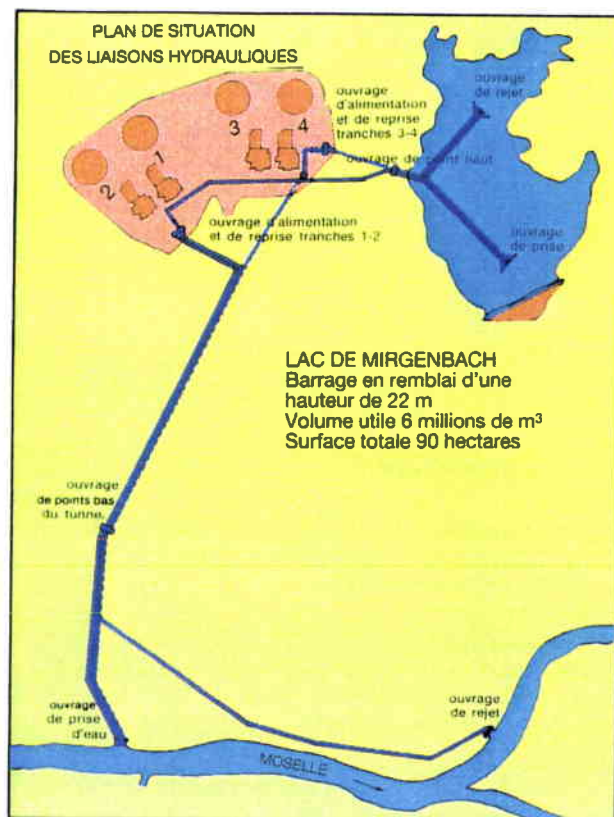 PLAN DE SITUATION
DES LIAISONS HYDRAULIQUES
ouvrage
d'alimentation
et de reprise
tranches 3-4
ouvrage
de rejet
3
4
2
1
ouvrage de point haut
ouvrage d'alimentation
et de reprise tranches 1-2
ouvrage
de prise
LAC DE MIRGENBACH
Barrage en remblai d'une
hauteur de 22 m
Volume utile 6 millions de m³
Surface totale 90 hectares
ouvrage
de points bas
du tunne.
ouvrage
de prise
d'eau
ouvrage
de rejet
MOSELLE